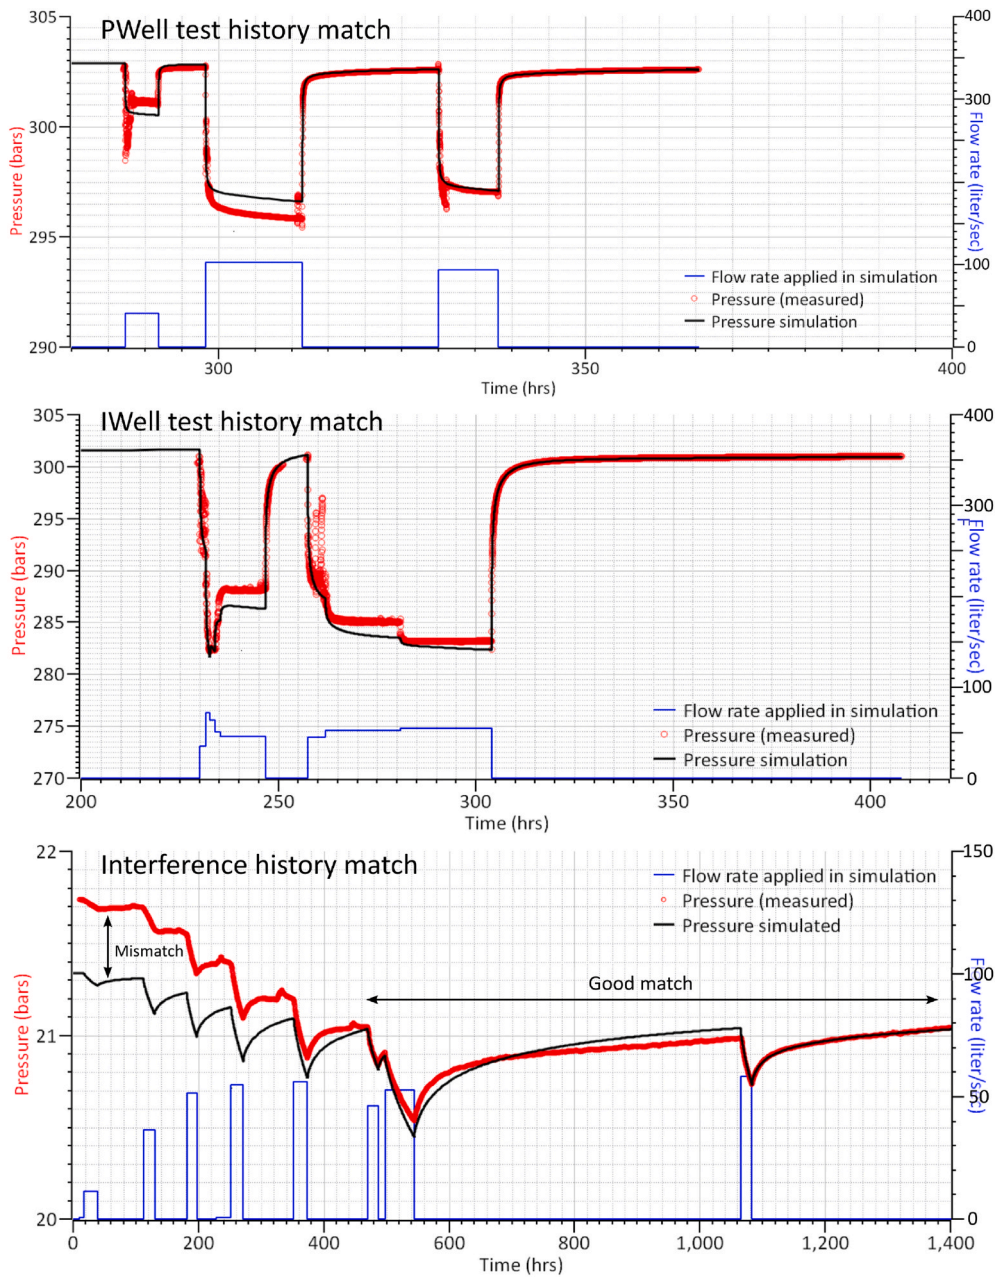 PWell test history match
305
300
295
290
Pressure (bars)
400
300
200
100
0
Flow rate (liter/sec)
Flow rate applied in simulation
Pressure (measured)
Pressure simulation
300
350
400
Time (hrs)
IWell test history match
305
300
295
290
285
280
275
270
Pressure (bars)
400
300
200
100
0
F
Flow rate (liter/sec)
Flow rate applied in simulation
Pressure (measured)
Pressure simulation
200
250
300
350
400
Time (hrs)
Interference history match
22
21
20
Pressure (bars)
150
100
50
0
Flow rate (liter/sec)
Flow rate applied in simulation
Pressure (measured)
Pressure simulated
Mismatch
Good match
0
200
400
600
800
1,000
1,200
1,400
Time (hrs)